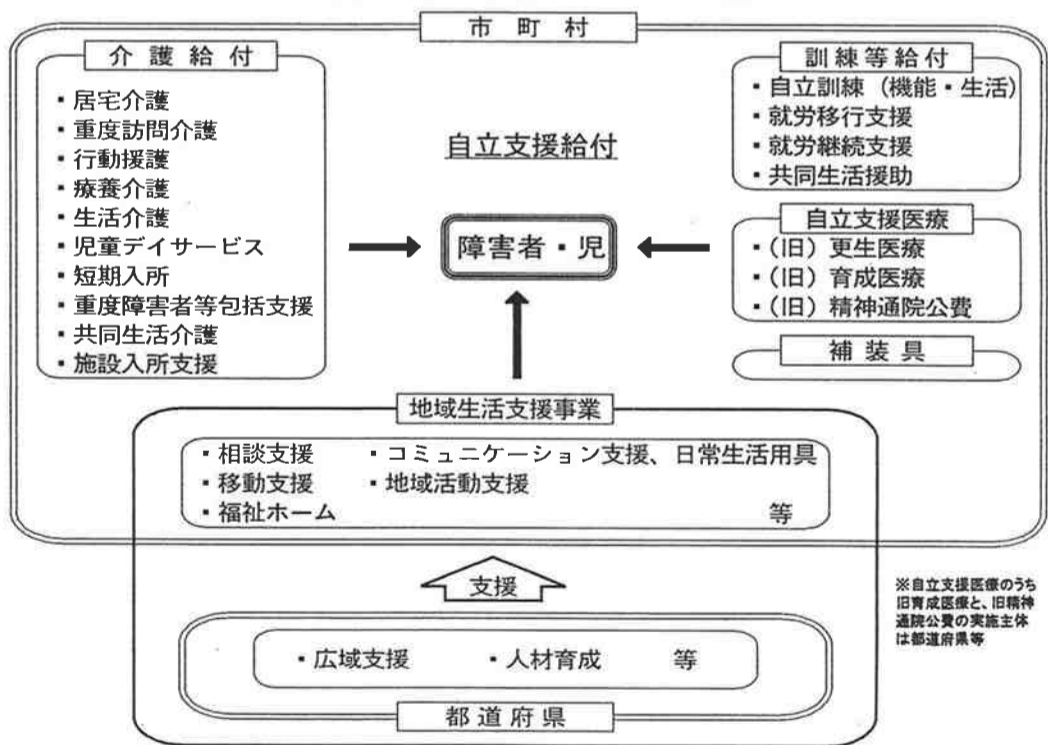 市町村
介護給付
・居宅介護
・重度訪問介護
・行動援護
・療養介護
・生活介護
・児童デイサービス
・短期入所
・重度障害者等包括支援
・共同生活介護
・施設入所支援
自立支援給付
障害者・児
訓練等給付
・自立訓練（機能・生活）
・就労移行支援
・就労継続支援
・共同生活援助
自立支援医療
・（旧）更生医療
・（旧）育成医療
・（旧）精神通院公費
補装具
地域生活支援事業
・相談支援 ・コミュニケーション支援、日常生活用具
・移動支援 ・地域活動支援
・福祉ホーム 等
支援
※自立支援医療のうち
旧育成医療と、旧精神
通院公費の実施主体
は都道府県等
・広域支援 ・人材育成 等
都道府県